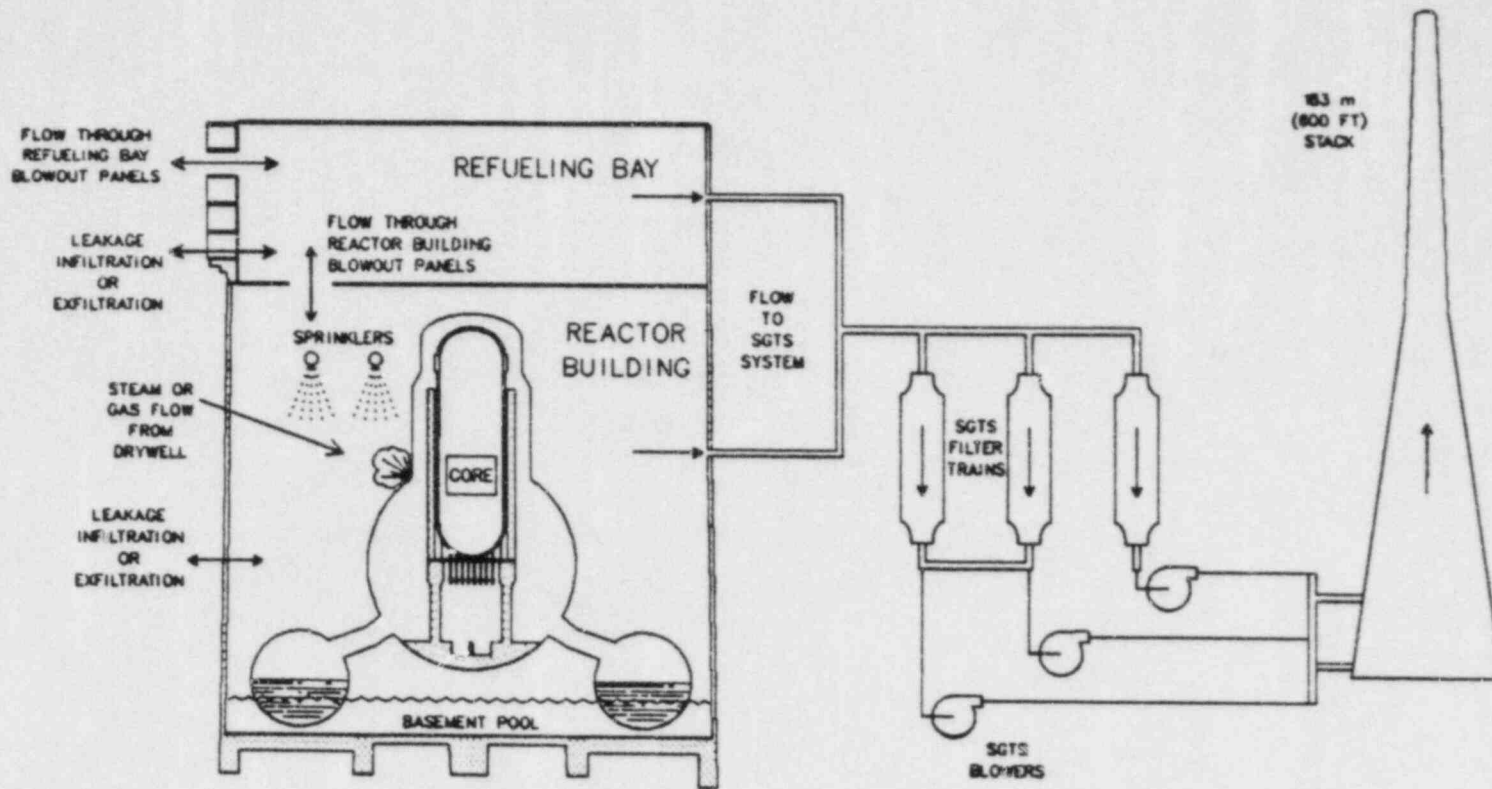 FLOW THROUGH
REFUELING BAY
BLOWOUT PANELS
LEAKAGE
INFILTRATION
OR
EXFILTRATION
STEAM OR
GAS FLOW
FROM
DRYWELL
LEAKAGE
INFILTRATION
OR
EXFILTRATION
REFUELING BAY
FLOW THROUGH
REACTOR BUILDING
BLOWOUT PANELS
SPRINKLERS
REACTOR
BUILDING
CORE
BASEMENT POOL
FLOW
TO
SGTS
SYSTEM
SGTS
FILTER
TRAINS
SGTS
BLOWERS
183 m
(600 FT)
STACK